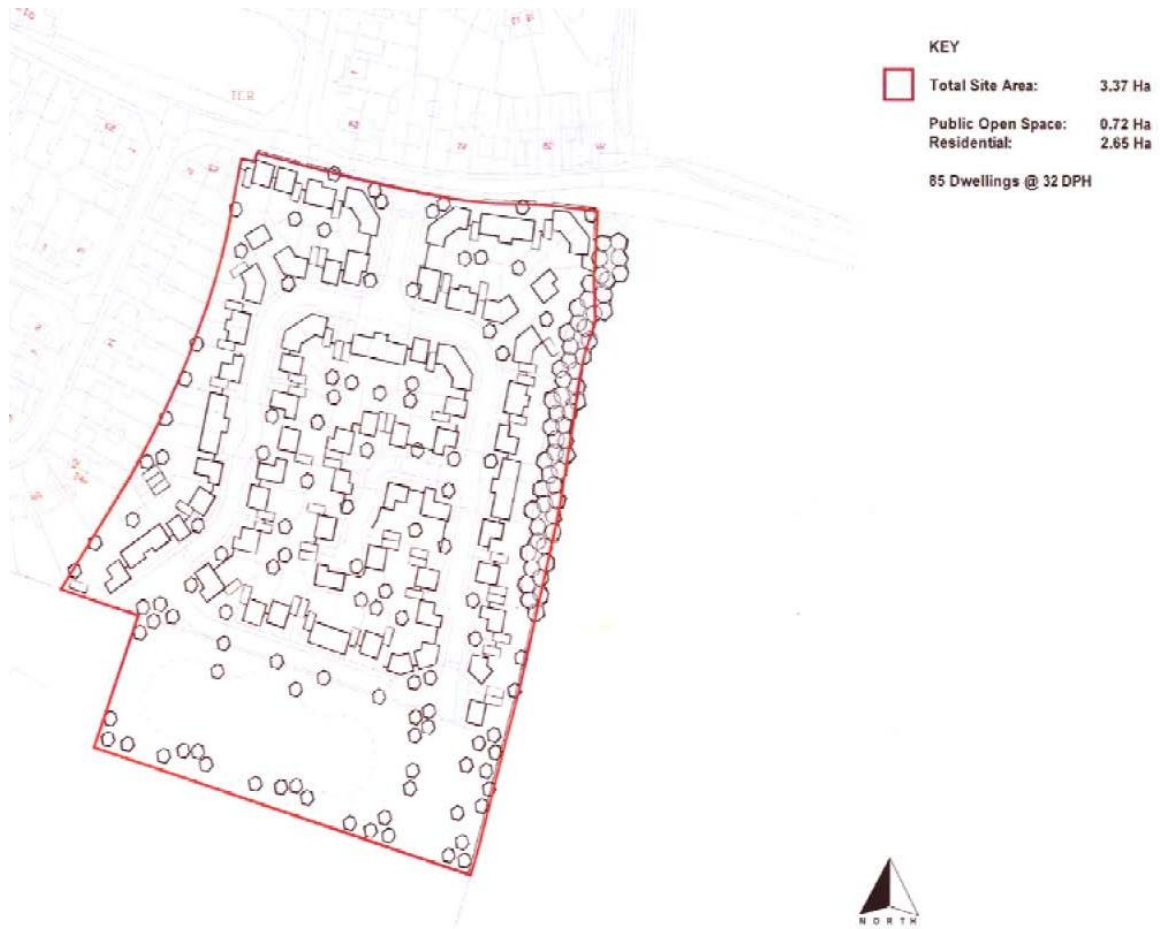 KEY
Total Site Area: 3.37 Ha
Public Open Space: 0.72 Ha
Residential: 2.65 Ha
85 Dwellings @ 32 DPH
TER
NORTH